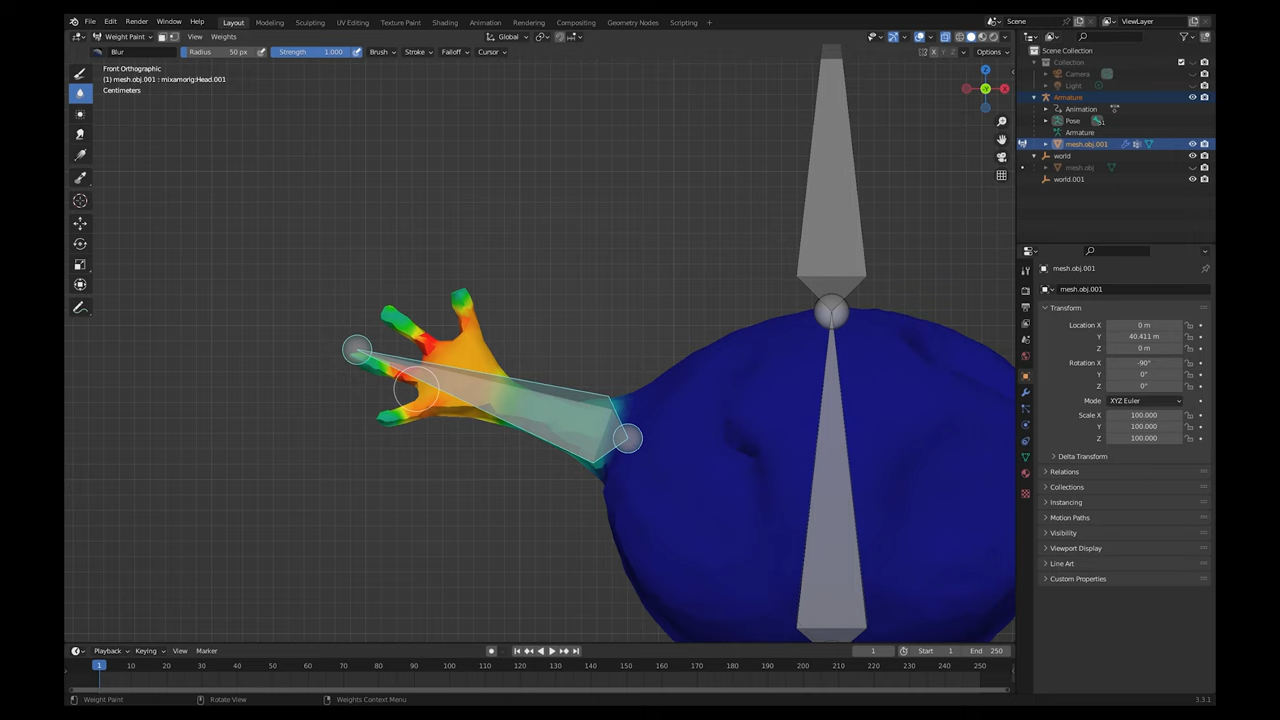 File Edit Render Window Help Layout Modeling Sculpting UV Editing Texture Paint Shading Animation Rendering Compositing Geometry Nodes Scripting + Scene ViewLayer
Weight Paint View Weights Global
Blur Radius 50 px Strength 1.000 Brush Stroke Falloff Cursor X Y Z Options
Front Orthographic
(1) mesh.obj.001 : mixamorig:Head.001
Centimeters
Z
X
-Y
Scene Collection
Collection
Camera
Light
Armature
Animation
Pose
Armature
mesh.obj.001
world
mesh.obj
world.001
mesh.obj.001
mesh.obj.001
Transform
Location X 0 m
Y 40.411 m
Z 0 m
Rotation X -90°
Y 0°
Z 0°
Mode XYZ Euler
Scale X 100.000
Y 100.000
Z 100.000
Delta Transform
Relations
Collections
Instancing
Motion Paths
Visibility
Viewport Display
Line Art
Custom Properties
Playback Keying View Marker 1 Start 1 End 250
1 10 20 30 40 50 60 70 80 90 100 110 120 130 140 150 160 170 180 190 200 210 220 230 240 250
Weight Paint Rotate View Weights Context Menu 3.3.1